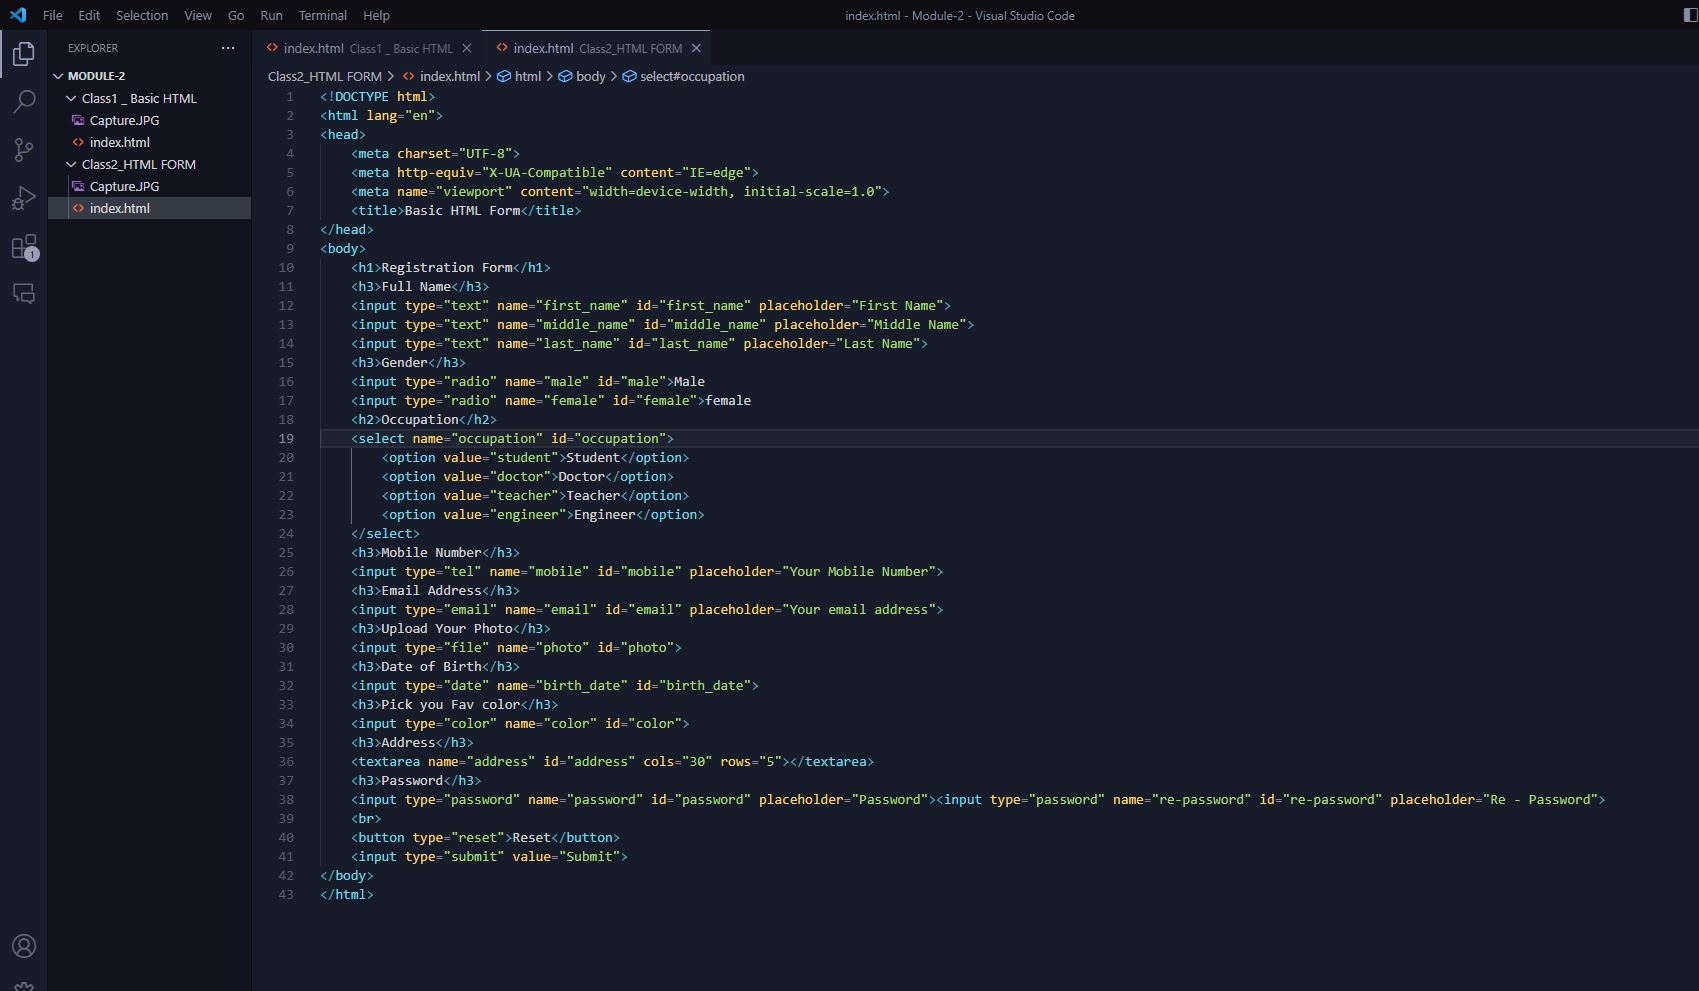 File Edit Selection View Go Run Terminal Help
index.html - Module-2 - Visual Studio Code
EXPLORER
MODULE-2
Class1 _ Basic HTML
Capture.JPG
index.html
Class2_HTML FORM
Capture.JPG
index.html
1
index.html Class1 _ Basic HTML
index.html Class2_HTML FORM
Class2_HTML FORM > index.html > html > body > select#occupation
1 <!DOCTYPE html>
2 <html lang="en">
3 <head>
4 <meta charset="UTF-8">
5 <meta http-equiv="X-UA-Compatible" content="IE=edge">
6 <meta name="viewport" content="width=device-width, initial-scale=1.0">
7 <title>Basic HTML Form</title>
8 </head>
9 <body>
10 <h1>Registration Form</h1>
11 <h3>Full Name</h3>
12 <input type="text" name="first_name" id="first_name" placeholder="First Name">
13 <input type="text" name="middle_name" id="middle_name" placeholder="Middle Name">
14 <input type="text" name="last_name" id="last_name" placeholder="Last Name">
15 <h3>Gender</h3>
16 <input type="radio" name="male" id="male">Male
17 <input type="radio" name="female" id="female">female
18 <h2>Occupation</h2>
19 <select name="occupation" id="occupation">
20 <option value="student">Student</option>
21 <option value="doctor">Doctor</option>
22 <option value="teacher">Teacher</option>
23 <option value="engineer">Engineer</option>
24 </select>
25 <h3>Mobile Number</h3>
26 <input type="tel" name="mobile" id="mobile" placeholder="Your Mobile Number">
27 <h3>Email Address</h3>
28 <input type="email" name="email" id="email" placeholder="Your email address">
29 <h3>Upload Your Photo</h3>
30 <input type="file" name="photo" id="photo">
31 <h3>Date of Birth</h3>
32 <input type="date" name="birth_date" id="birth_date">
33 <h3>Pick you Fav color</h3>
34 <input type="color" name="color" id="color">
35 <h3>Address</h3>
36 <textarea name="address" id="address" cols="30" rows="5"></textarea>
37 <h3>Password</h3>
38 <input type="password" name="password" id="password" placeholder="Password"><input type="password" name="re-password" id="re-password" placeholder="Re - Password">
39 <br>
40 <button type="reset">Reset</button>
41 <input type="submit" value="Submit">
42 </body>
43 </html>